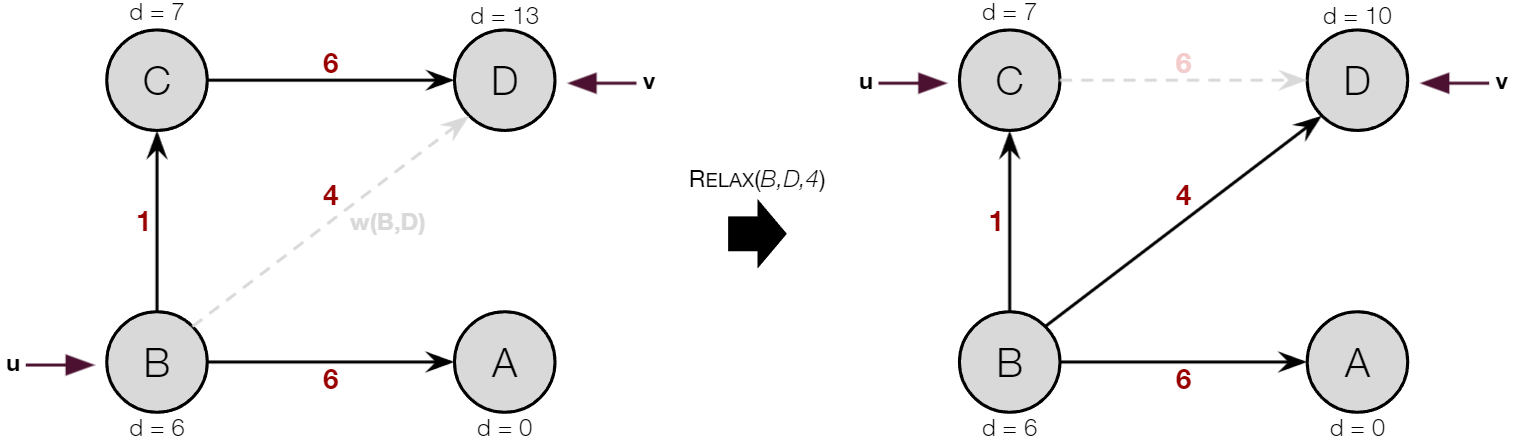 d = 7
d = 13
C
6
D
v
4
w(B,D)
1
u
B
6
A
d = 6
d = 0
RELAX(B,D,4)
d = 7
d = 10
u
C
6
D
v
4
1
B
6
A
d = 6
d = 0